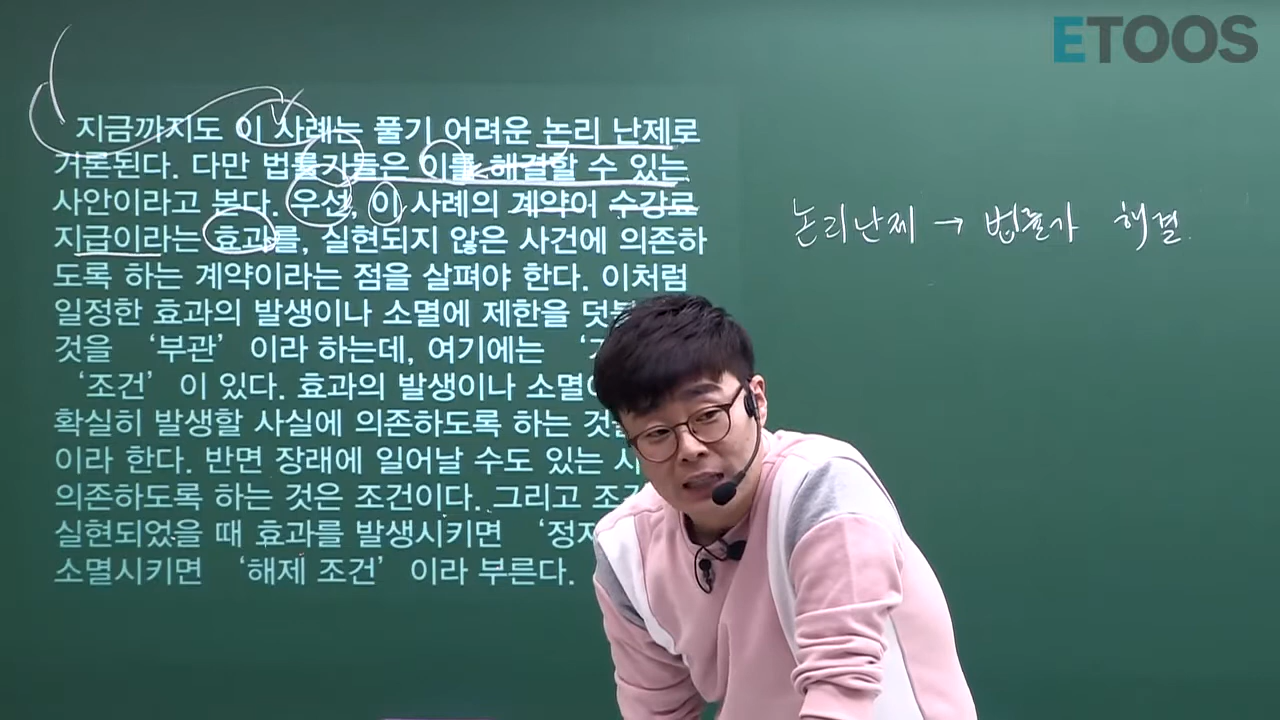 ETOOS
지금까지도 이 사례는 풀기 어려운 논리 난제로
거론된다. 다만 법률가들은 이를 해결할 수 있는
사안이라고 본다. 우선, 이 사례의 계약이 수강료
지급이라는 효과를, 실현되지 않은 사건에 의존하
도록 하는 계약이라는 점을 살펴야 한다. 이처럼
일정한 효과의 발생이나 소멸에 제한을
것을 ‘부관’이라 하는데, 여기에는
‘조건’이 있다. 효과의 발생이나
확실히 발생할 사실에 의존하도록 하는
이라 한다. 반면 장래에 일어날 수도 있는
의존하도록 하는 것은 조건이다. 그리고
실현되었을 때 효과를 발생시키면
소멸시키면 ‘해제 조건’이라 부른다.
논리난제 → 법률가 해결